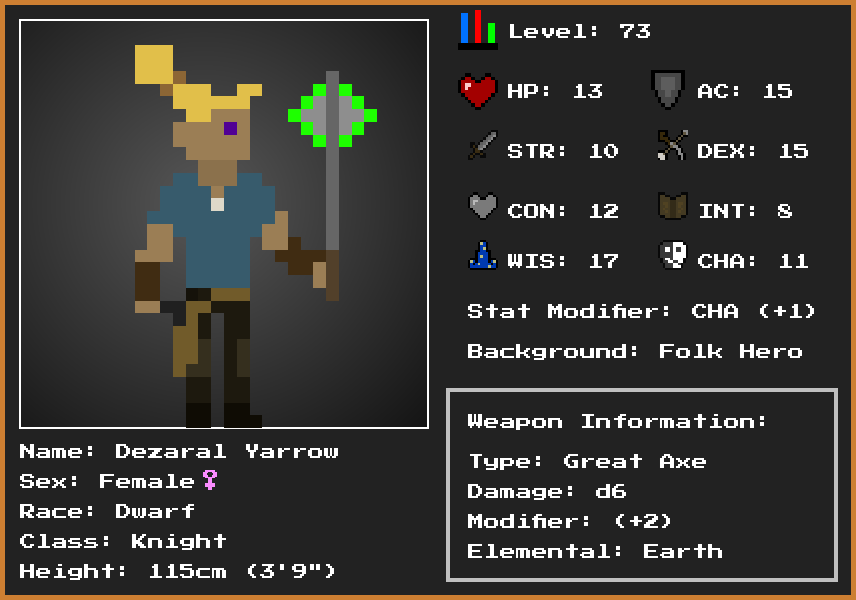 Level: 73
HP: 13
AC: 15
STR: 10
DEX: 15
CON: 12
INT: 8
WIS: 17
CHA: 11
Stat Modifier: CHA (+1)
Background: Folk Hero
Weapon Information:
Type: Great Axe
Damage: d6
Modifier: (+2)
Elemental: Earth
Name: Dezaral Yarrow
Sex: Female♀
Race: Dwarf
Class: Knight
Height: 115cm (3'9")